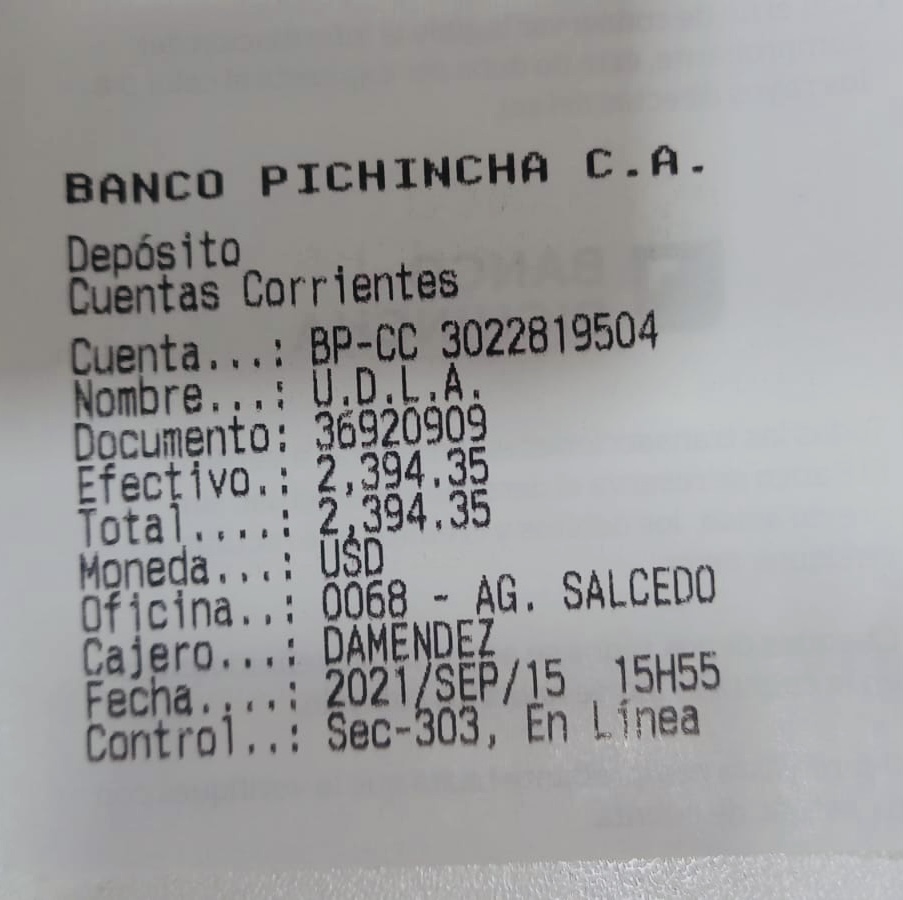 BANCO PICHINCHA C.A.
Depósito
Cuentas Corrientes
Cuenta...: BP-CC 3022819504
Nombre...: U.D.L.A.
Documento: 36920909
Efectivo.: 2,394.35
Total....: 2,394.35
Moneda...: USD
Oficina..: 0068 - AG. SALCEDO
Cajero...: DAMENDEZ
Fecha....: 2021/SEP/15 15H55
Control..: Sec-303, En Línea